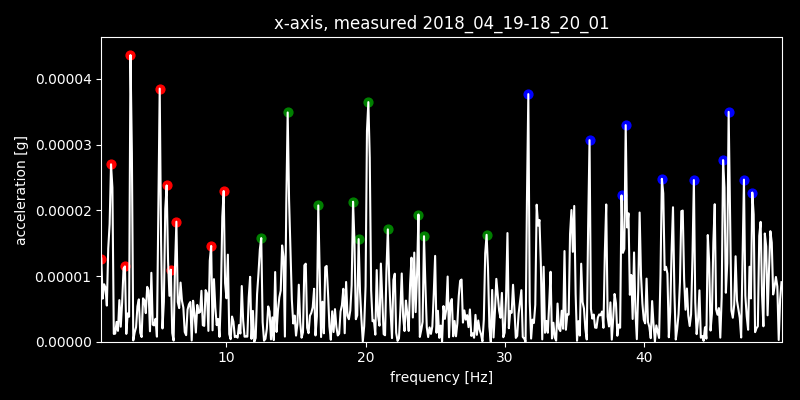 x-axis, measured 2018_04_19-18_20_01
acceleration [g]
0.00004
0.00003
0.00002
0.00001
0.00000
10 20 30 40
frequency [Hz]